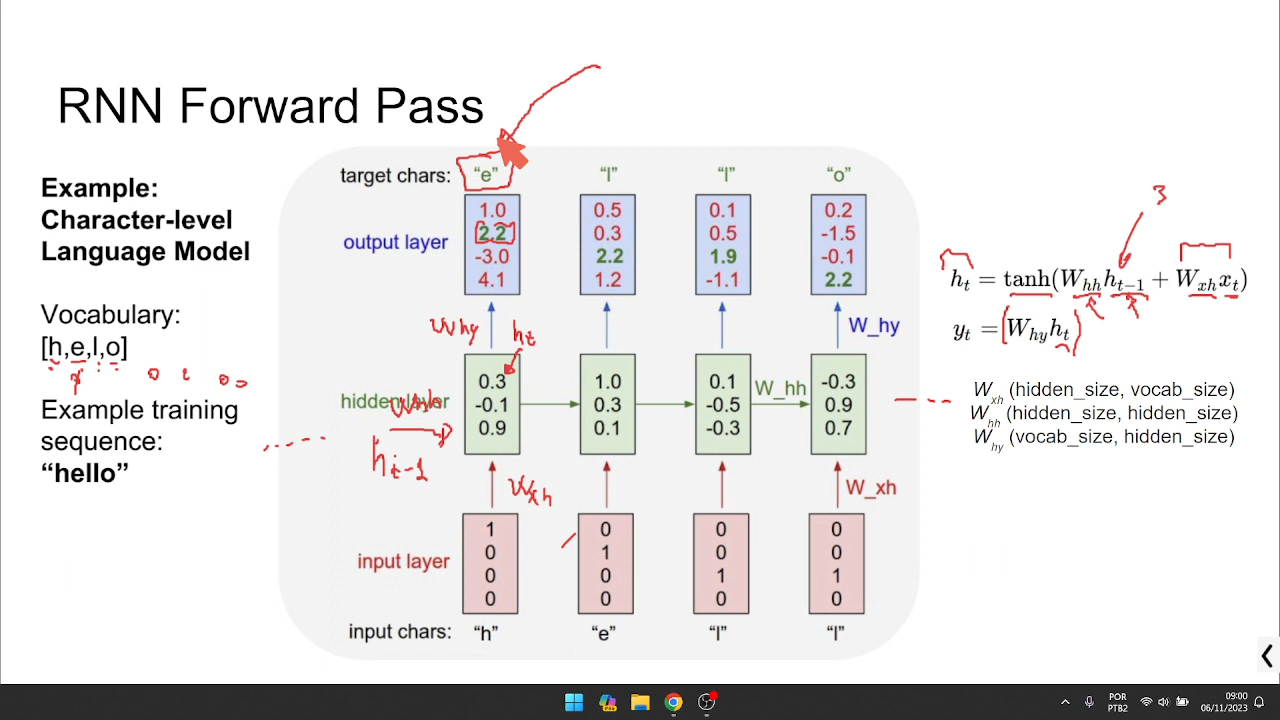 RNN Forward Pass
Example:
Character-level
Language Model
Vocabulary:
[h,e,l,o]
Example training
sequence:
“hello”
target chars: “e” “l” “l” “o”
output layer
1.0 0.5 0.1 0.2
2.2 0.3 0.5 -1.5
-3.0 2.2 1.9 -0.1
4.1 1.2 -1.1 2.2
Why ht W_hy
hidden layer
0.3 1.0 0.1 -0.3
-0.1 0.3 -0.5 0.9
0.9 0.1 -0.3 0.7
W_hh
Whh
ht-1
Wxh W_xh
input layer
1 0 0 0
0 1 0 0
0 0 1 1
0 0 0 0
input chars: “h” “e” “l” “l”
3
h_t = tanh(W_hh h_t−1 + W_xh x_t)
y_t = W_hy h_t
W_xh (hidden_size, vocab_size)
W_hh (hidden_size, hidden_size)
W_hy (vocab_size, hidden_size)
POR
PTB2
09:00
06/11/2023